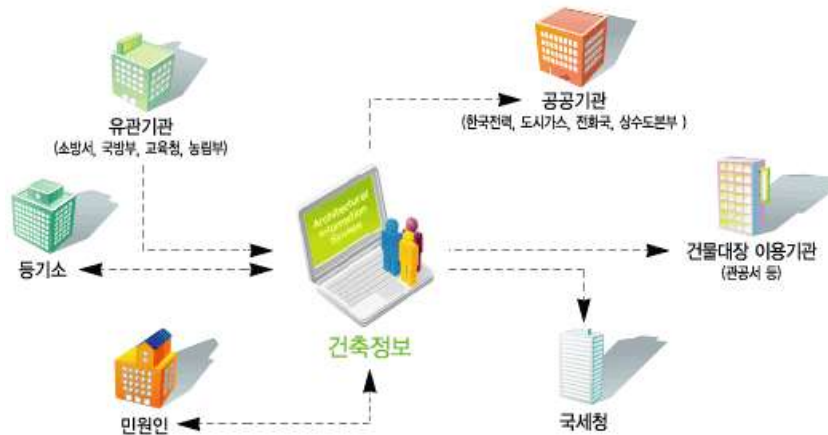 유관기관
(소방서, 국방부, 교육청, 농림부)
공공기관
(한국전력, 도시가스, 전화국, 상수도본부 )
등기소
Architectural
Information
System
건축정보
건물대장 이용기관
(관공서 등)
민원인
국세청